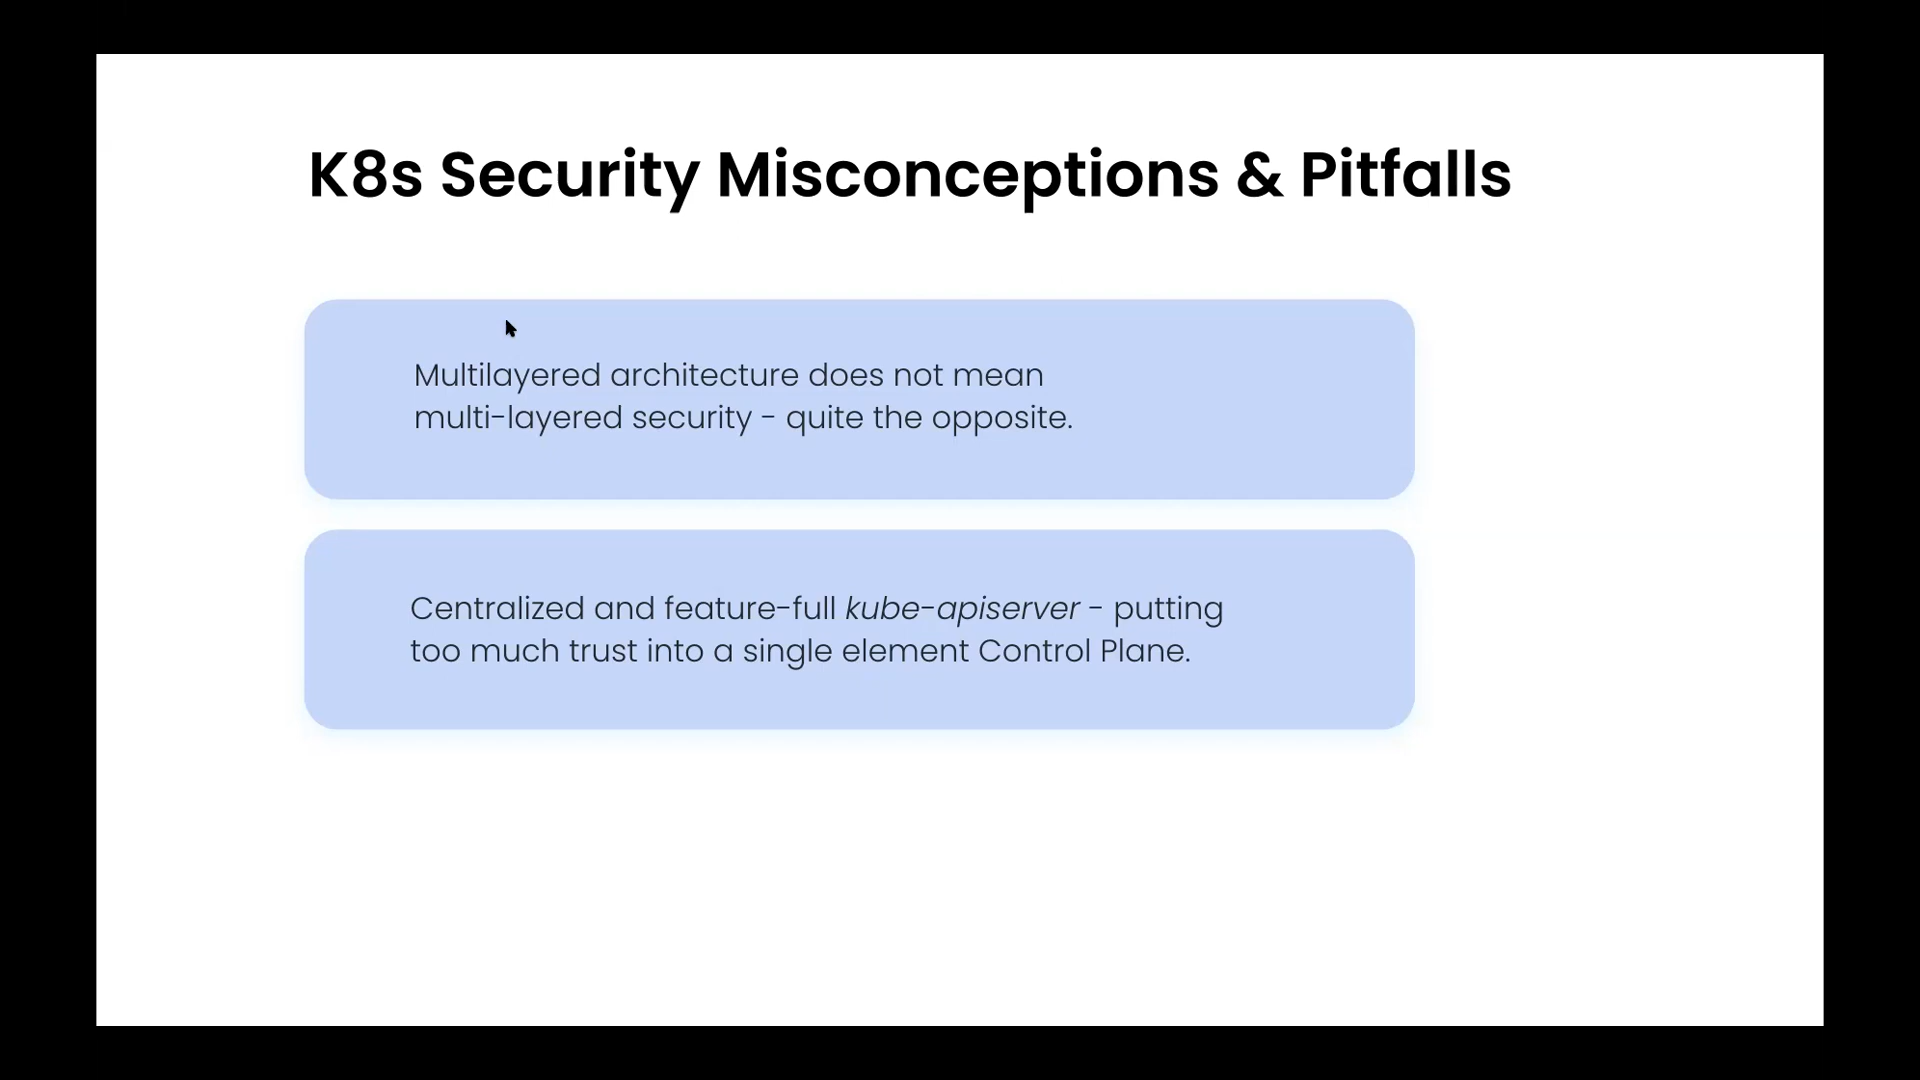 K8s Security Misconceptions & Pitfalls
Multilayered architecture does not mean
multi-layered security - quite the opposite.
Centralized and feature-full kube-apiserver - putting
too much trust into a single element Control Plane.